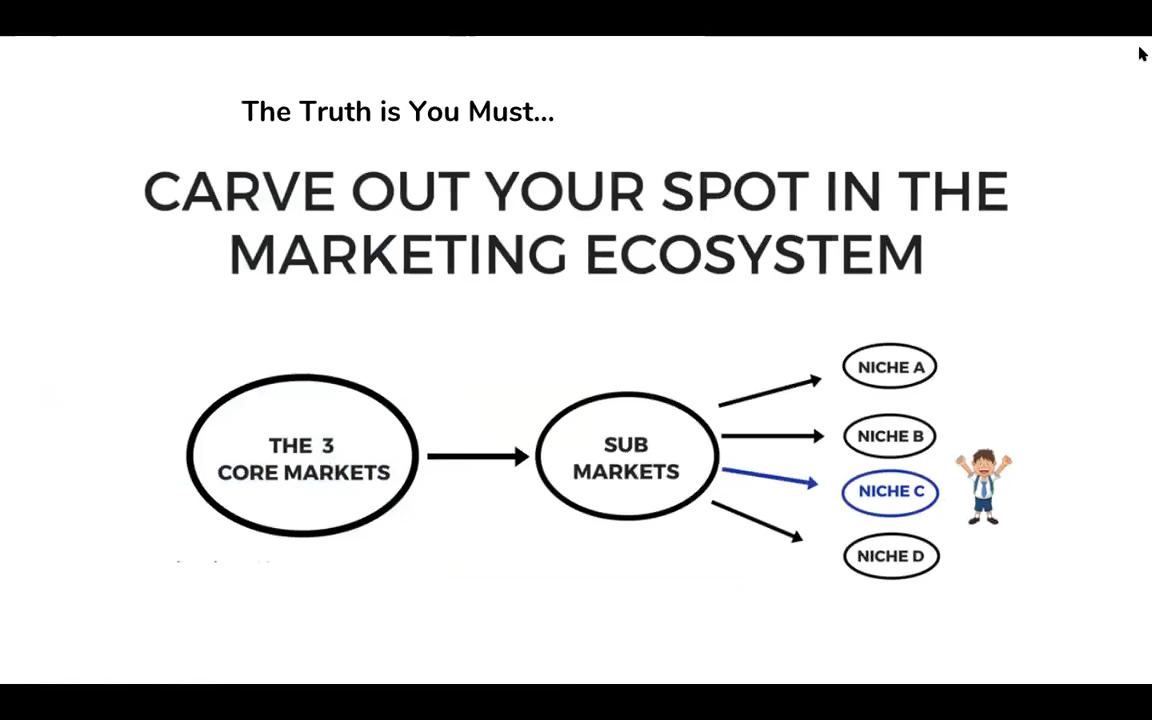 The Truth is You Must...
CARVE OUT YOUR SPOT IN THE
MARKETING ECOSYSTEM
THE 3
CORE MARKETS
SUB
MARKETS
NICHE A
NICHE B
NICHE C
NICHE D